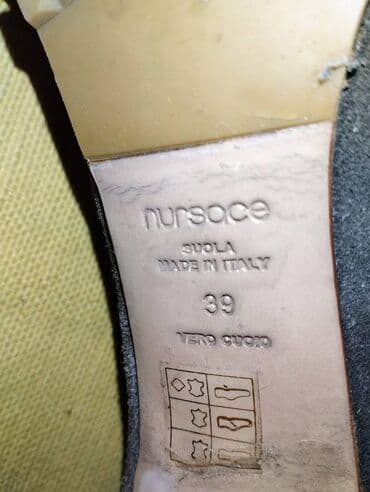 nursace
SUOLA
MADE IN ITALY
39
VERO CUOIO